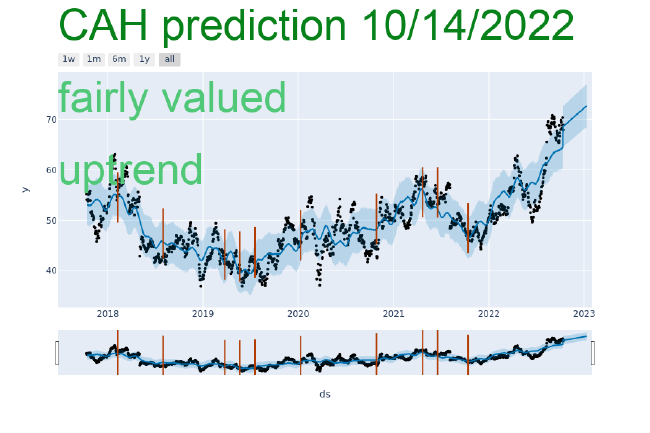 CAH prediction 10/14/2022
1w 1m 6m 1y all
fairly valued
70
uptrend
60
y
50
40
2018 2019 2020 2021 2022 2023
ds